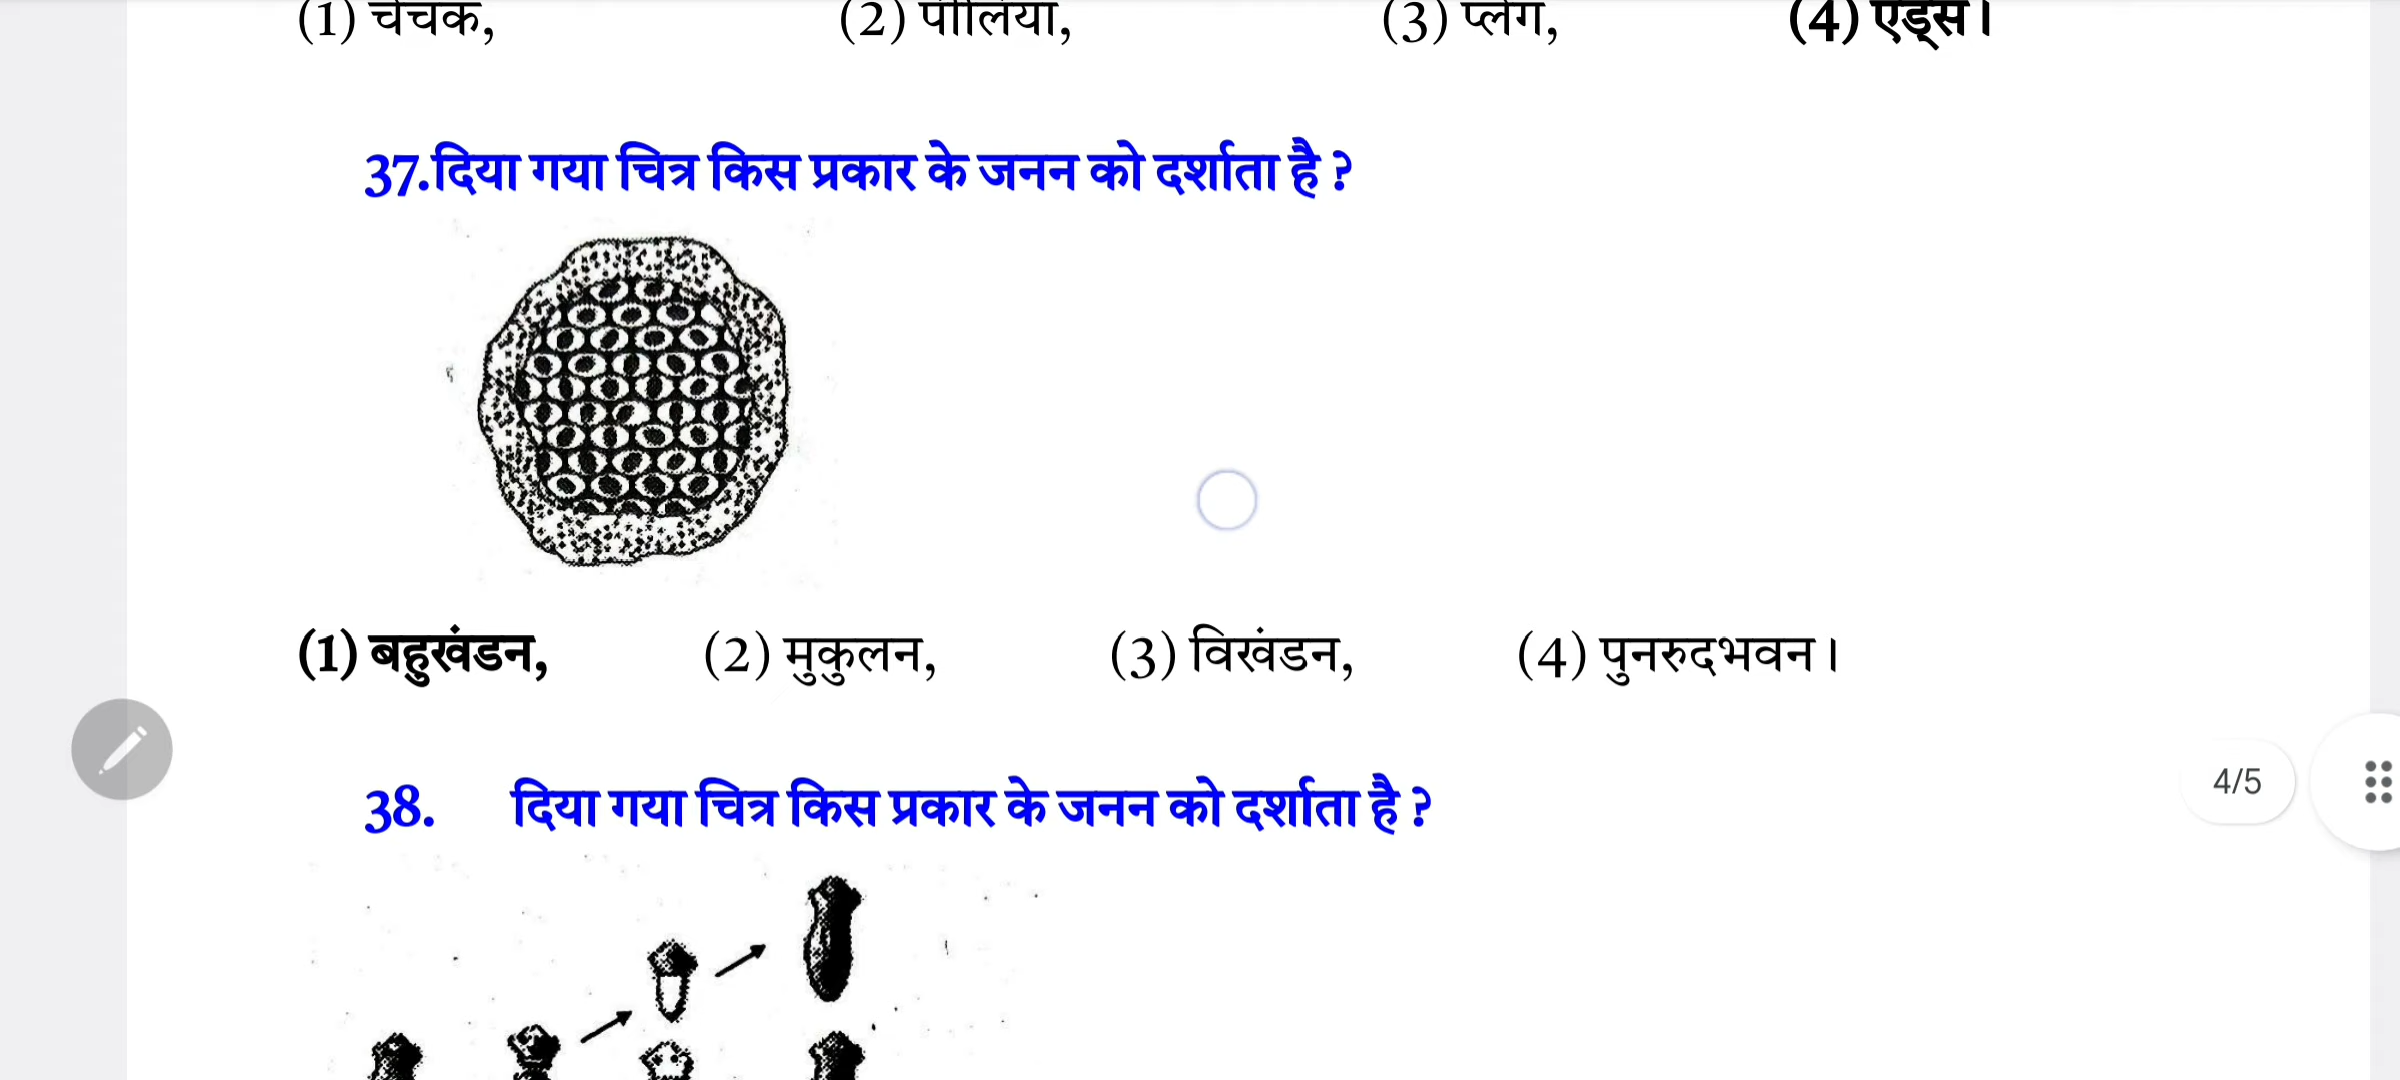 (1) चेचक, (2) पीलिया, (3) प्लेग, (4) एड्स।
37.दिया गया चित्र किस प्रकार के जनन को दर्शाता है ?
(1) बहुखंडन, (2) मुकुलन, (3) विखंडन, (4) पुनरुदभवन।
38. दिया गया चित्र किस प्रकार के जनन को दर्शाता है ?
4/5